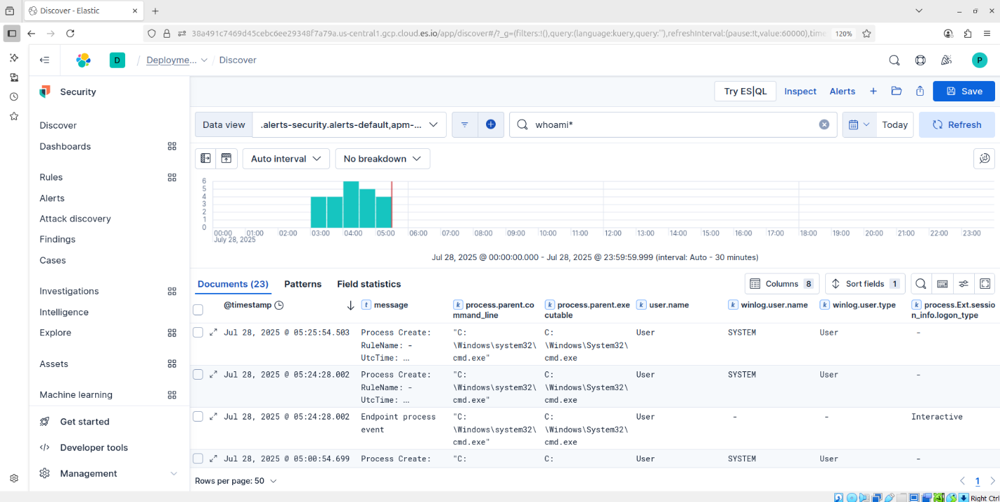 Discover - Elastic
38a491c7469d45cebc6ee29348f7a79a.us-central1.gcp.cloud.es.io/app/discover#/?_g=(filters:!(),query:(language:kuery,query:''),refreshInterval:(pause:!t,value:60000),time
120%
D
Deployme...
Discover
P
Security
Try ES|QL
Inspect
Alerts
Save
Data view
.alerts-security.alerts-default,apm-...
whoami*
Today
Refresh
Discover
Dashboards
Rules
Alerts
Attack discovery
Findings
Cases
Investigations
Intelligence
Explore
Assets
Machine learning
Get started
Developer tools
Management
Auto interval
No breakdown
6
5
4
3
2
1
0
00:00 01:00 02:00 03:00 04:00 05:00 06:00 07:00 08:00 09:00 10:00 11:00 12:00 13:00 14:00 15:00 16:00 17:00 18:00 19:00 20:00 21:00 22:00 23:00
July 28, 2025
Jul 28, 2025 @ 00:00:00.000 - Jul 28, 2025 @ 23:59:59.999 (interval: Auto - 30 minutes)
Documents (23)
Patterns
Field statistics
Columns 8
Sort fields 1
@timestamp
t message
k process.parent.co
mmand_line
k process.parent.exe
cutable
k user.name
k winlog.user.name
k winlog.user.type
k process.Ext.sessio
n_info.logon_type
Jul 28, 2025 @ 05:25:54.503 Process Create: "C: C: User SYSTEM User -
RuleName: - \Windows\system32\ \Windows\System32\
UtcTime: … cmd.exe" cmd.exe
Jul 28, 2025 @ 05:24:28.002 Process Create: "C: C: User SYSTEM User -
RuleName: - \Windows\system32\ \Windows\System32\
UtcTime: … cmd.exe" cmd.exe
Jul 28, 2025 @ 05:24:28.002 Endpoint process "C: C: User - - Interactive
event \Windows\system32\ \Windows\System32\
cmd.exe" cmd.exe
Jul 28, 2025 @ 05:00:54.699 Process Create: "C: C: User SYSTEM User -
Rows per page: 50
1
Right Ctrl